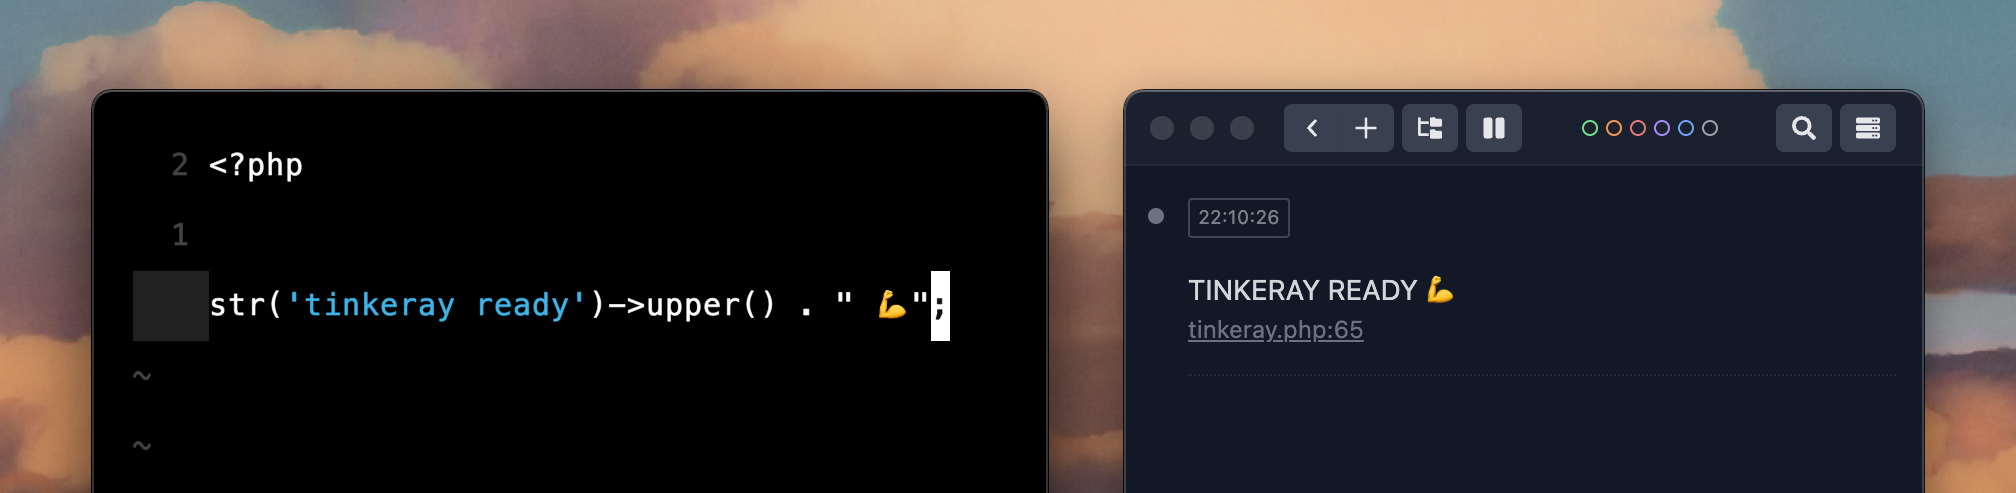 2 <?php
1
str('tinkeray ready')->upper() . " 💪";
~
~
22:10:26
TINKERAY READY 💪
tinkeray.php:65